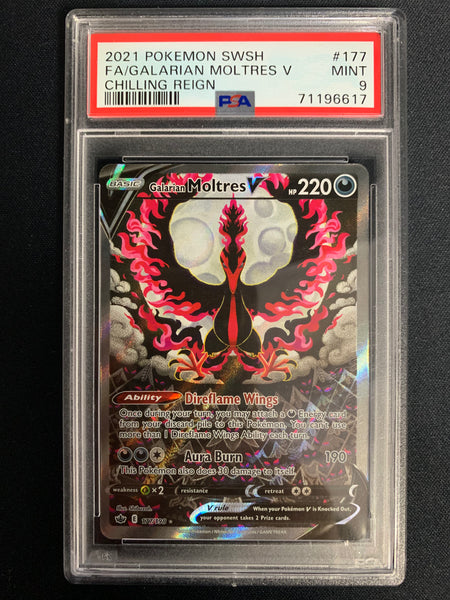 2021 POKEMON SWSH #177
FA/GALARIAN MOLTRES V MINT
CHILLING REIGN 9
PSA 71196617
BASIC
Galarian Moltres V HP 220
Ability Direflame Wings
Once during your turn, you may attach a Energy card
from your discard pile to this Pokémon. You can't use
more than 1 Direflame Wings Ability each turn.
Aura Burn 190
This Pokémon also does 30 damage to itself.
weakness ×2 resistance retreat
V rule When your Pokémon V is Knocked Out,
your opponent takes 2 Prize cards.
Illus.
E 177/198